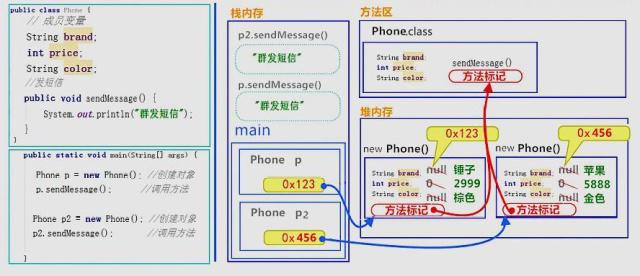 public class Phone {
// 成员变量
String brand;
int price;
String color;
//发短信
public void sendMessage() {
System.out.println("群发短信");
}
}
public static void main(String[] args) {
Phone p = new Phone(); //创建对象
p.sendMessage(); //调用方法
Phone p2 = new Phone(); //创建对象
p2.sendMessage(); //调用方法
}
栈内存
p2.sendMessage()
"群发短信"
p.sendMessage()
"群发短信"
main
Phone p
0x123
Phone p2
0x456
方法区
Phone.class
String brand;
int price;
String color;
sendMessage()
方法标记
堆内存
new Phone()
0x123
String brand; null 锤子
int price; 0 2999
String color; null 棕色
方法标记
new Phone()
0x456
String brand; null 苹果
int price; 0 5888
String color; null 金色
方法标记